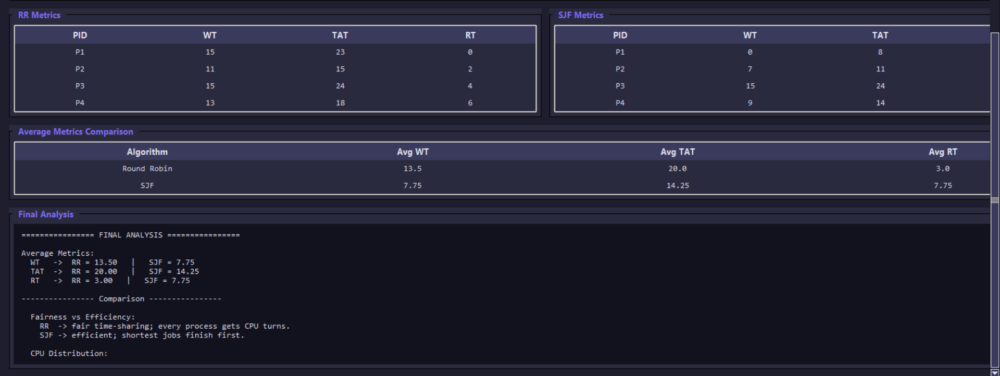 RR Metrics
PID WT TAT RT
P1 15 23 0
P2 11 15 2
P3 15 24 4
P4 13 18 6
SJF Metrics
PID WT TAT
P1 0 8
P2 7 11
P3 15 24
P4 9 14
Average Metrics Comparison
Algorithm Avg WT Avg TAT Avg RT
Round Robin 13.5 20.0 3.0
SJF 7.75 14.25 7.75
Final Analysis
================ FINAL ANALYSIS ================
Average Metrics:
WT -> RR = 13.50 | SJF = 7.75
TAT -> RR = 20.00 | SJF = 14.25
RT -> RR = 3.00 | SJF = 7.75
---------------- Comparison ----------------
Fairness vs Efficiency:
RR -> fair time-sharing; every process gets CPU turns.
SJF -> efficient; shortest jobs finish first.
CPU Distribution: